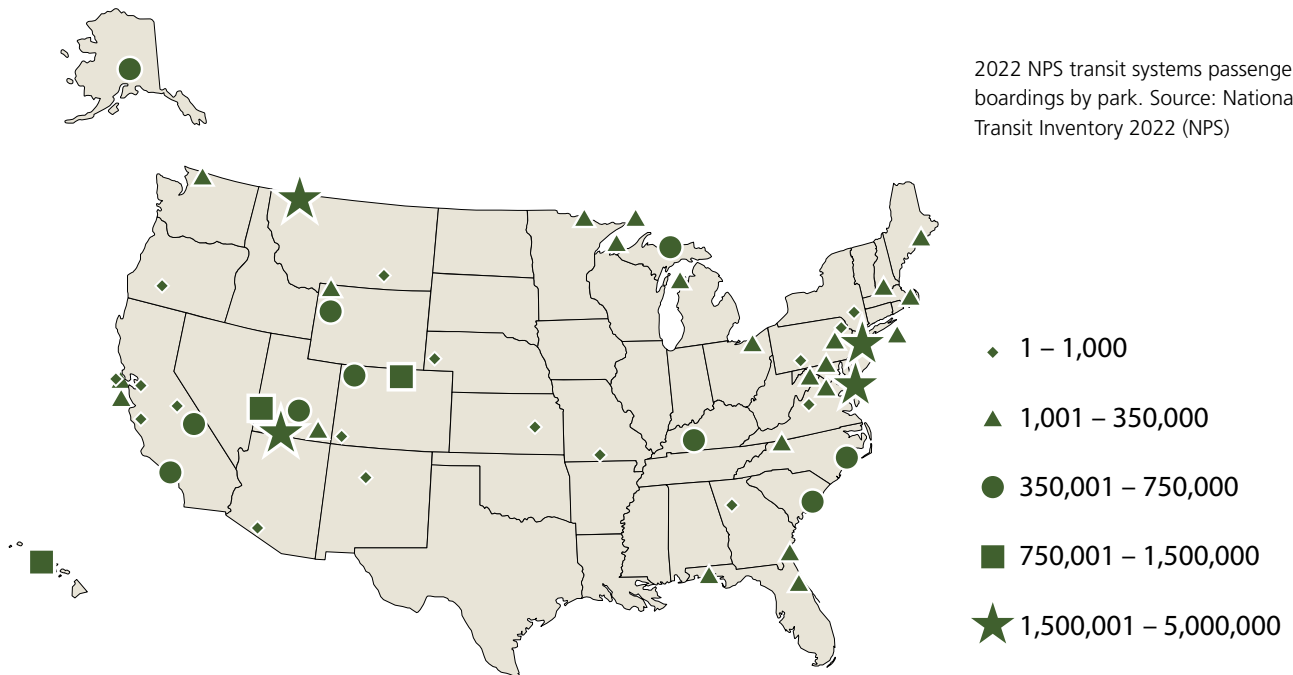 2022 NPS transit systems passenge
boardings by park. Source: Nationa
Transit Inventory 2022 (NPS)
1 – 1,000
1,001 – 350,000
350,001 – 750,000
750,001 – 1,500,000
1,500,001 – 5,000,000